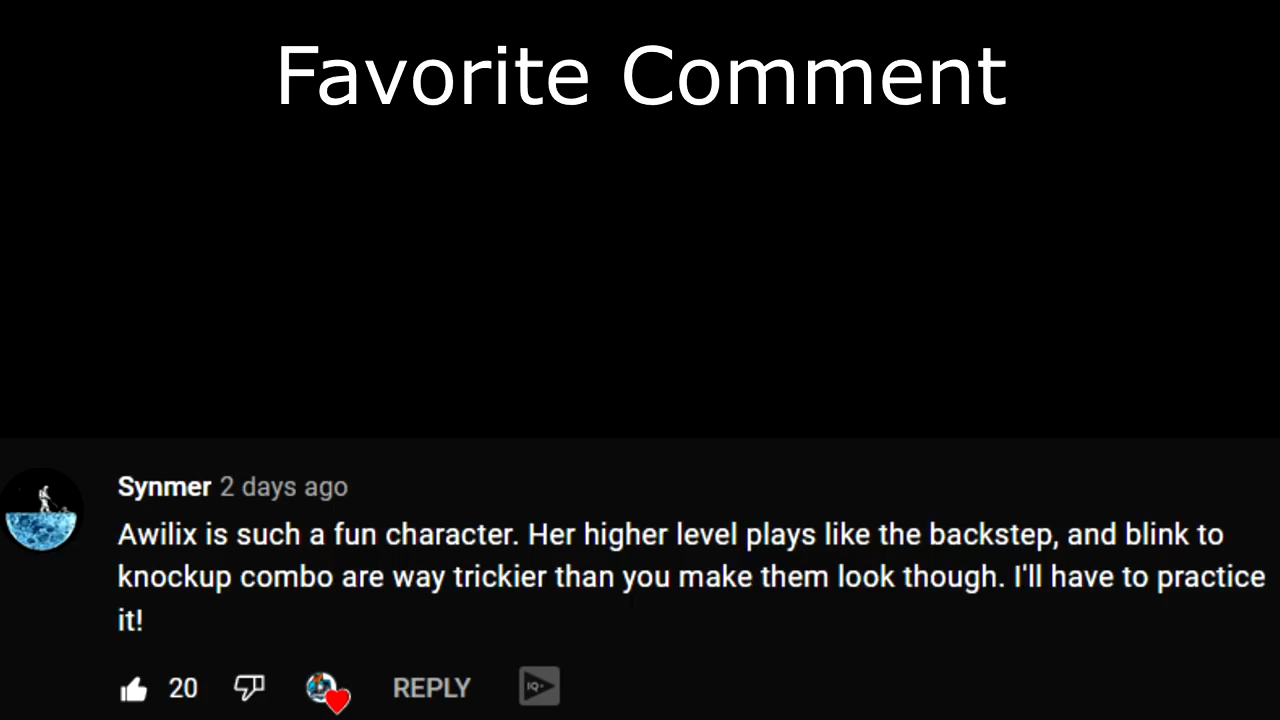 Favorite Comment
Synmer 2 days ago
Awilix is such a fun character. Her higher level plays like the backstep, and blink to
knockup combo are way trickier than you make them look though. I'll have to practice
it!
20 REPLY IQ+